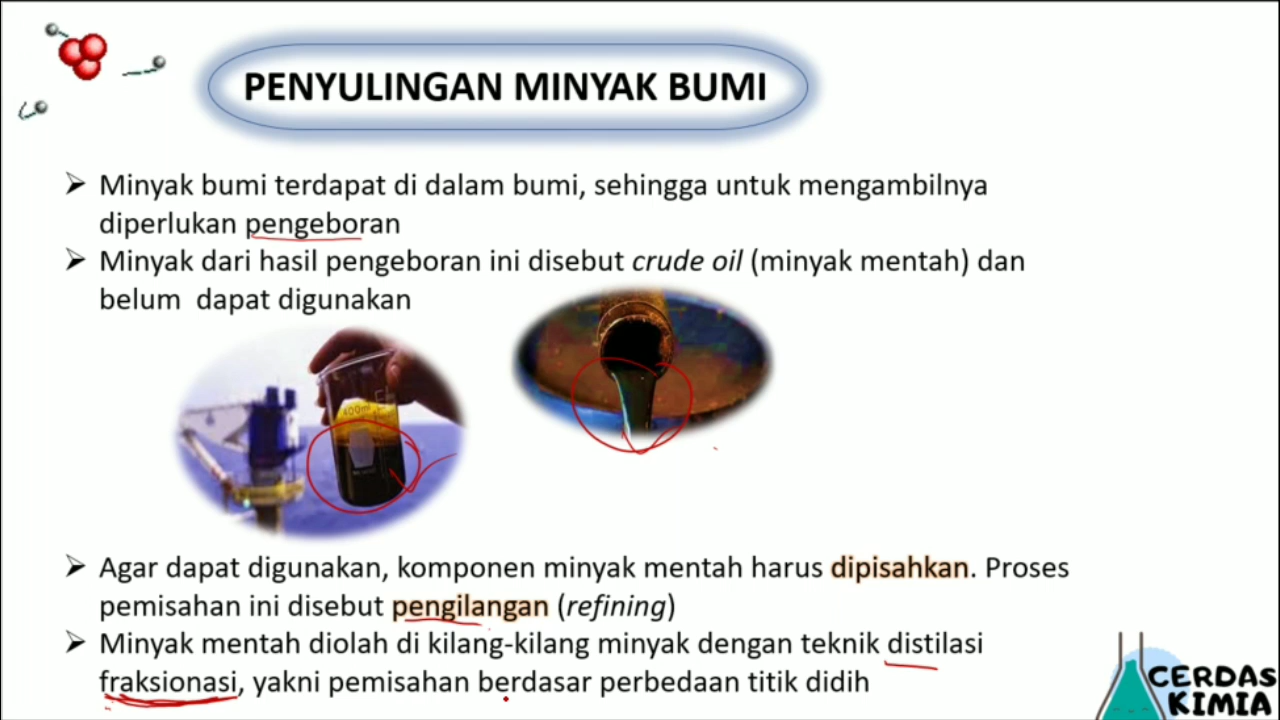 PENYULINGAN MINYAK BUMI
Minyak bumi terdapat di dalam bumi, sehingga untuk mengambilnya
diperlukan pengeboran
Minyak dari hasil pengeboran ini disebut crude oil (minyak mentah) dan
belum dapat digunakan
400ml
Agar dapat digunakan, komponen minyak mentah harus dipisahkan. Proses
pemisahan ini disebut pengilangan (refining)
Minyak mentah diolah di kilang-kilang minyak dengan teknik distilasi
fraksionasi, yakni pemisahan berdasar perbedaan titik didih
CERDAS
KIMIA